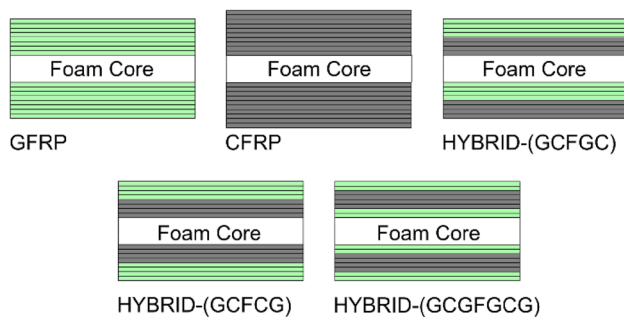 Foam Core
Foam Core
Foam Core
GFRP
CFRP
HYBRID-(GCFGC)
Foam Core
Foam Core
HYBRID-(GCFCG)
HYBRID-(GCGFGCG)